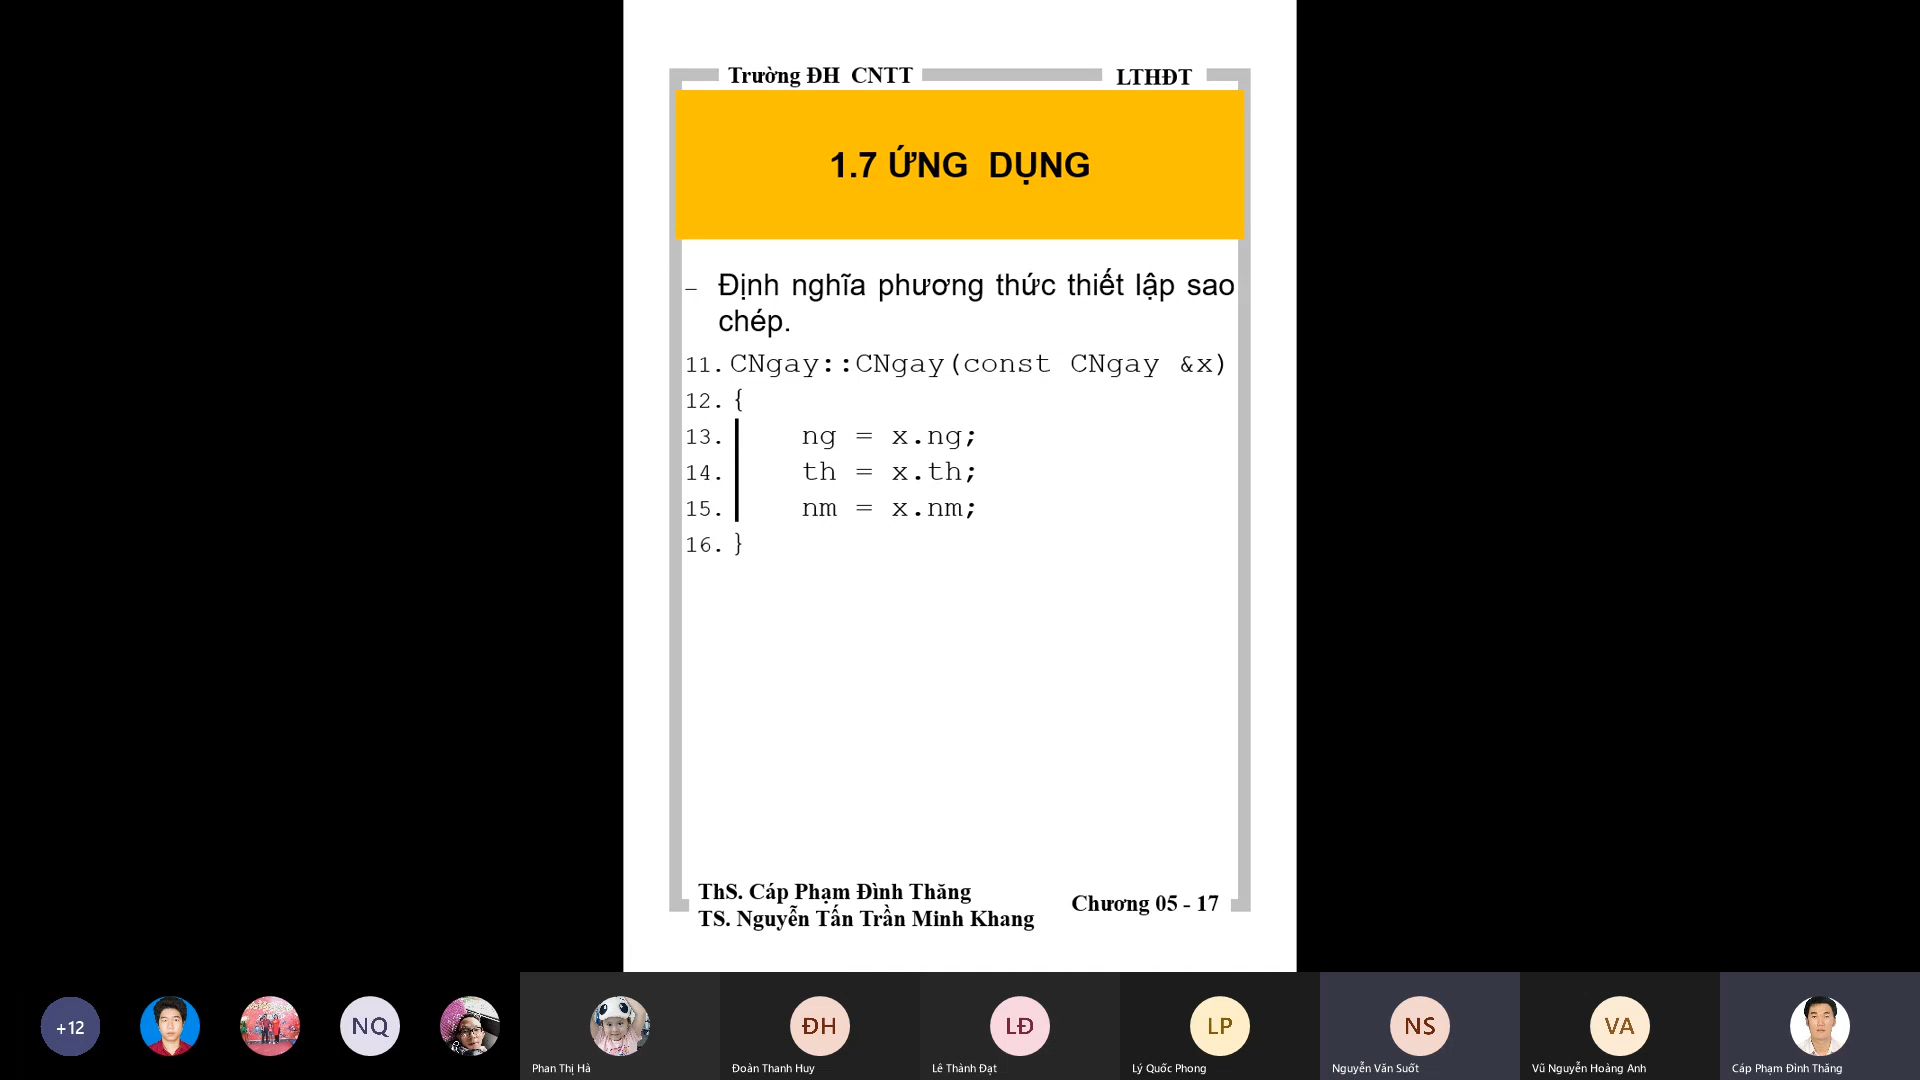 Trường ĐH CNTT
LTHĐT
1.7 ỨNG DỤNG
– Định nghĩa phương thức thiết lập sao
chép.
11. CNgay::CNgay(const CNgay &x)
12. {
13. ng = x.ng;
14. th = x.th;
15. nm = x.nm;
16. }
ThS. Cáp Phạm Đình Thăng
TS. Nguyễn Tấn Trần Minh Khang
Chương 05 - 17
+12
NQ
ĐH
LĐ
LP
NS
VA
Phan Thị Hà
Đoàn Thanh Huy
Lê Thành Đạt
Lý Quốc Phong
Nguyễn Văn Suốt
Vũ Nguyễn Hoàng Anh
Cáp Phạm Đình Thăng